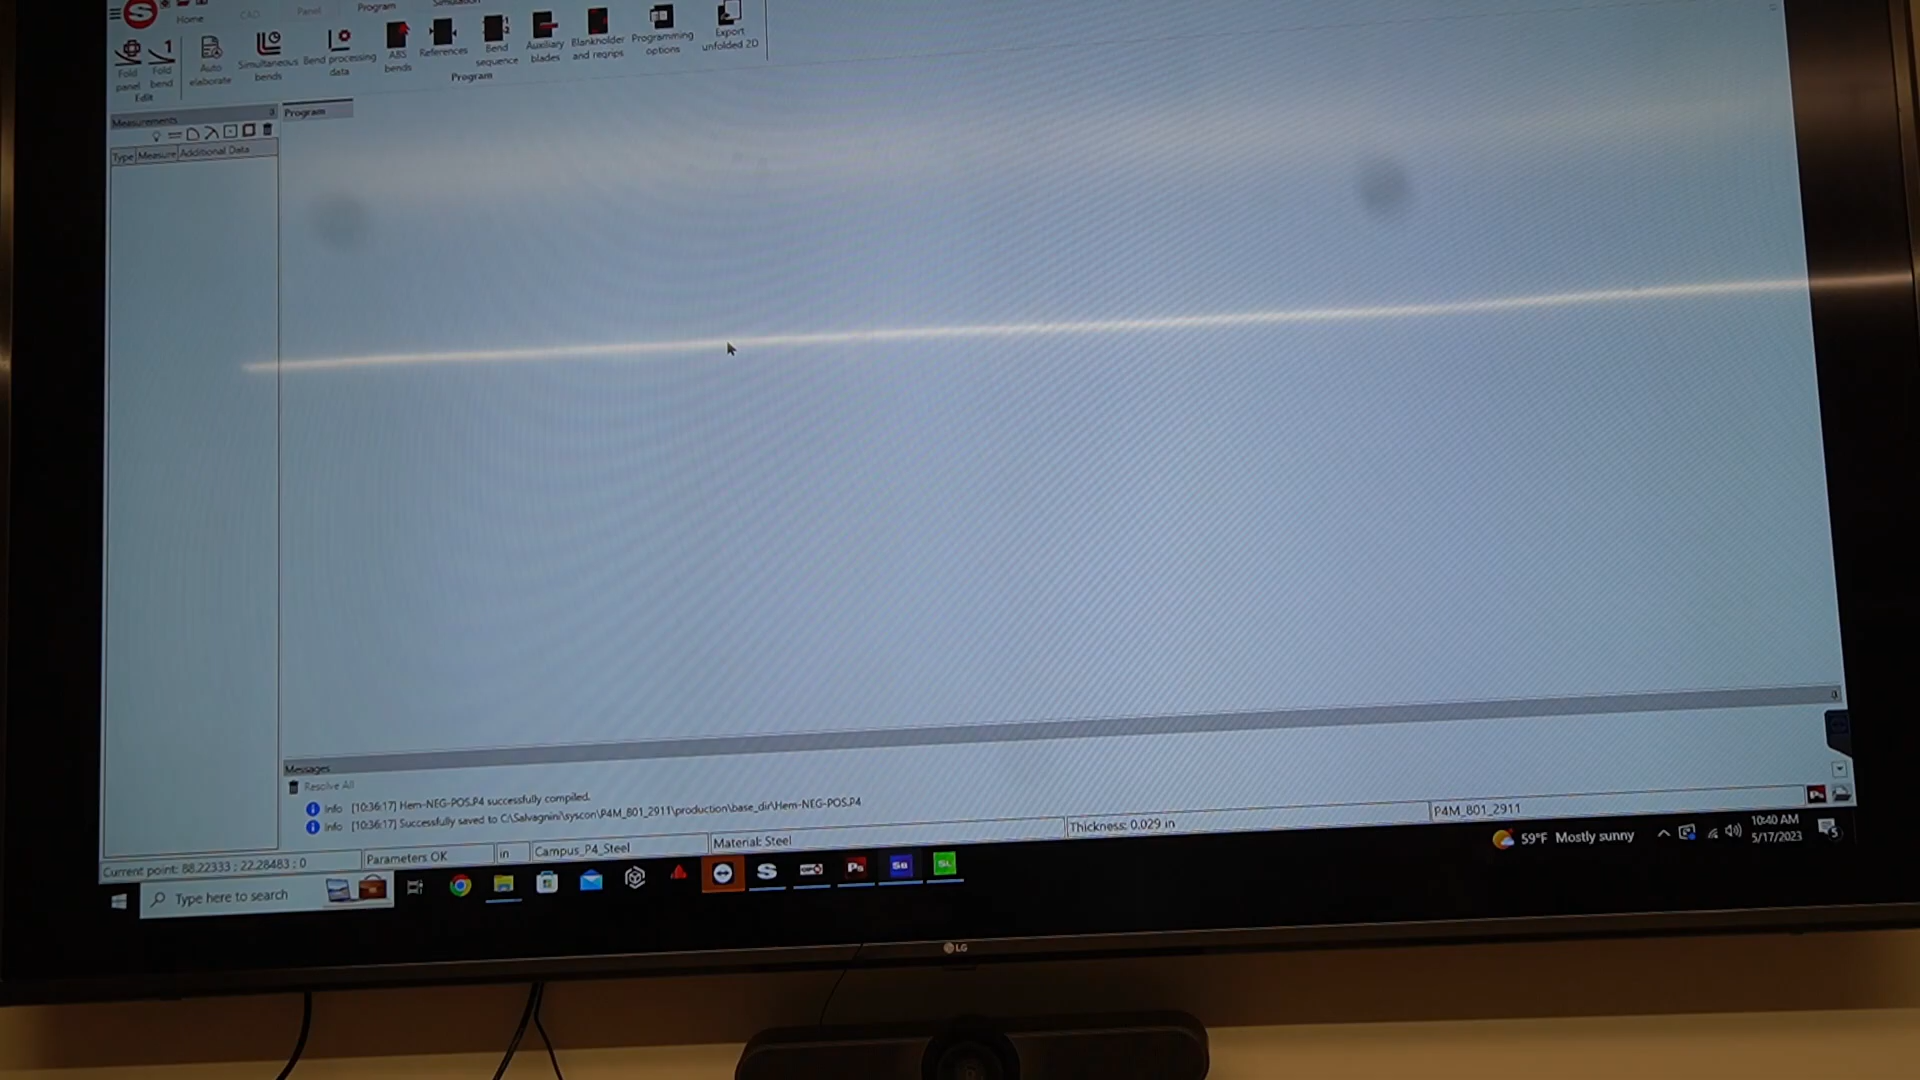 Home
CAD
Panel
Program
Fold panel
Fold bend
Edit
Auto elaborate
Simultaneous bends
Bend processing data
ABS bends
References
Bend sequence
Auxiliary blades
Blankholder and regrips
Programming options
Export unfolded 2D
Program
Measurements
Type Measure Additional Data
Program
Messages
Resolve All
Info [10:36:17] Hem-NEG-POS.P4 successfully compiled.
Info [10:36:17] Successfully saved to C:\Salvagnini\syscon\P4M_801_2911\production\base_dir\Hem-NEG-POS.P4
Current point: 88.22333 ; 22.28483 ; 0
Parameters OK
in
Campus_P4_Steel
Material: Steel
Thickness: 0.029 in
P4M_801_2911
Type here to search
Ps
59°F Mostly sunny
10:40 AM
5/17/2023
5
LG